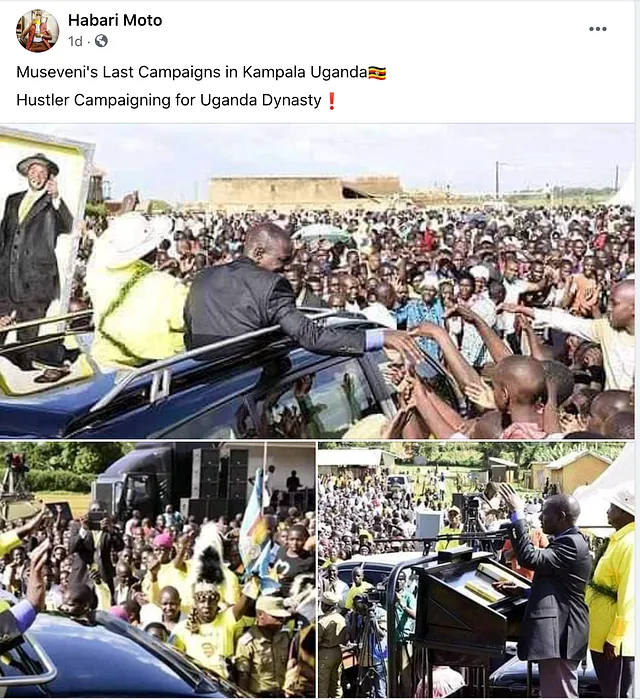 Habari Moto
1d ·
Museveni's Last Campaigns in Kampala Uganda🇺🇬
Hustler Campaigning for Uganda Dynasty❗